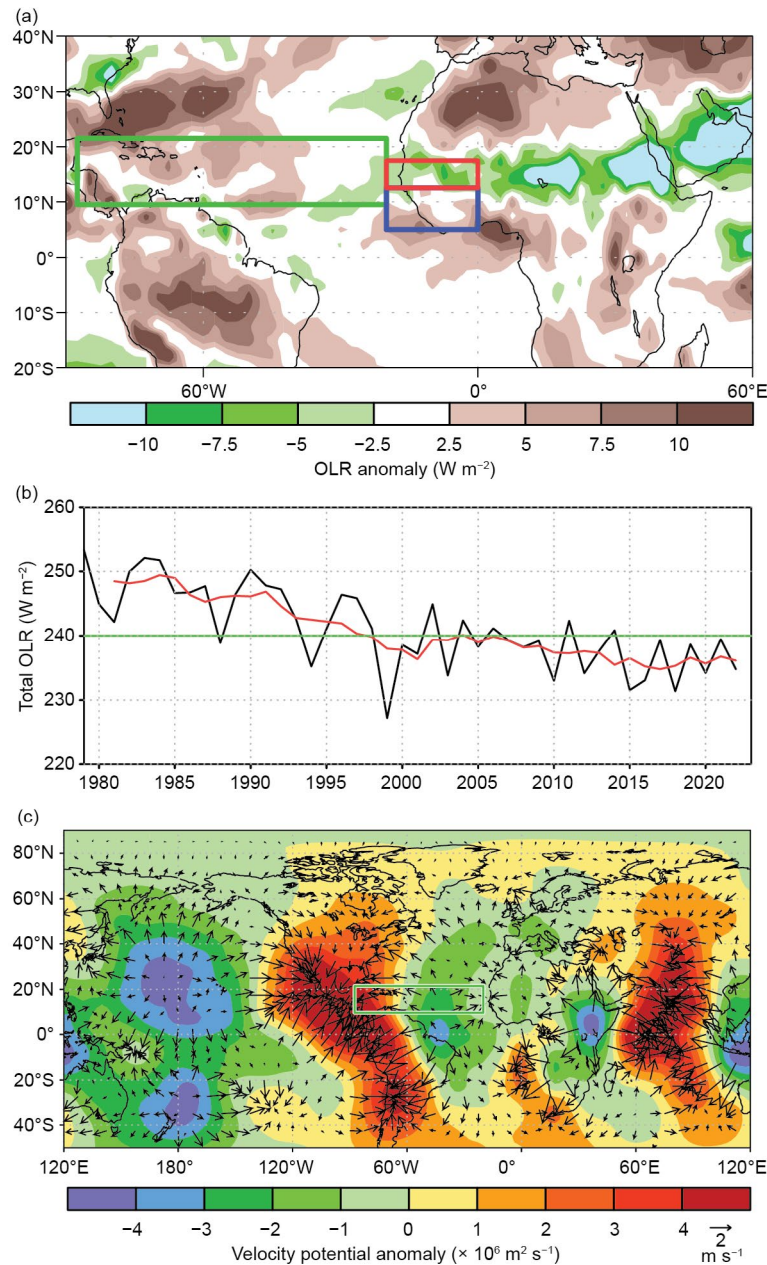 (a)
40°N
30°N
20°N
10°N
0°
10°S
20°S
60°W 0° 60°E
−10 −7.5 −5 −2.5 2.5 5 7.5 10
OLR anomaly (W m⁻²)
(b)
260
250
240
230
220
Total OLR (W m⁻²)
1980 1985 1990 1995 2000 2005 2010 2015 2020
(c)
80°N
60°N
40°N
20°N
0°
20°S
40°S
120°E 180° 120°W 60°W 0° 60°E 120°E
−4 −3 −2 −1 0 1 2 3 4 2
Velocity potential anomaly (× 10⁶ m² s⁻¹) m s⁻¹